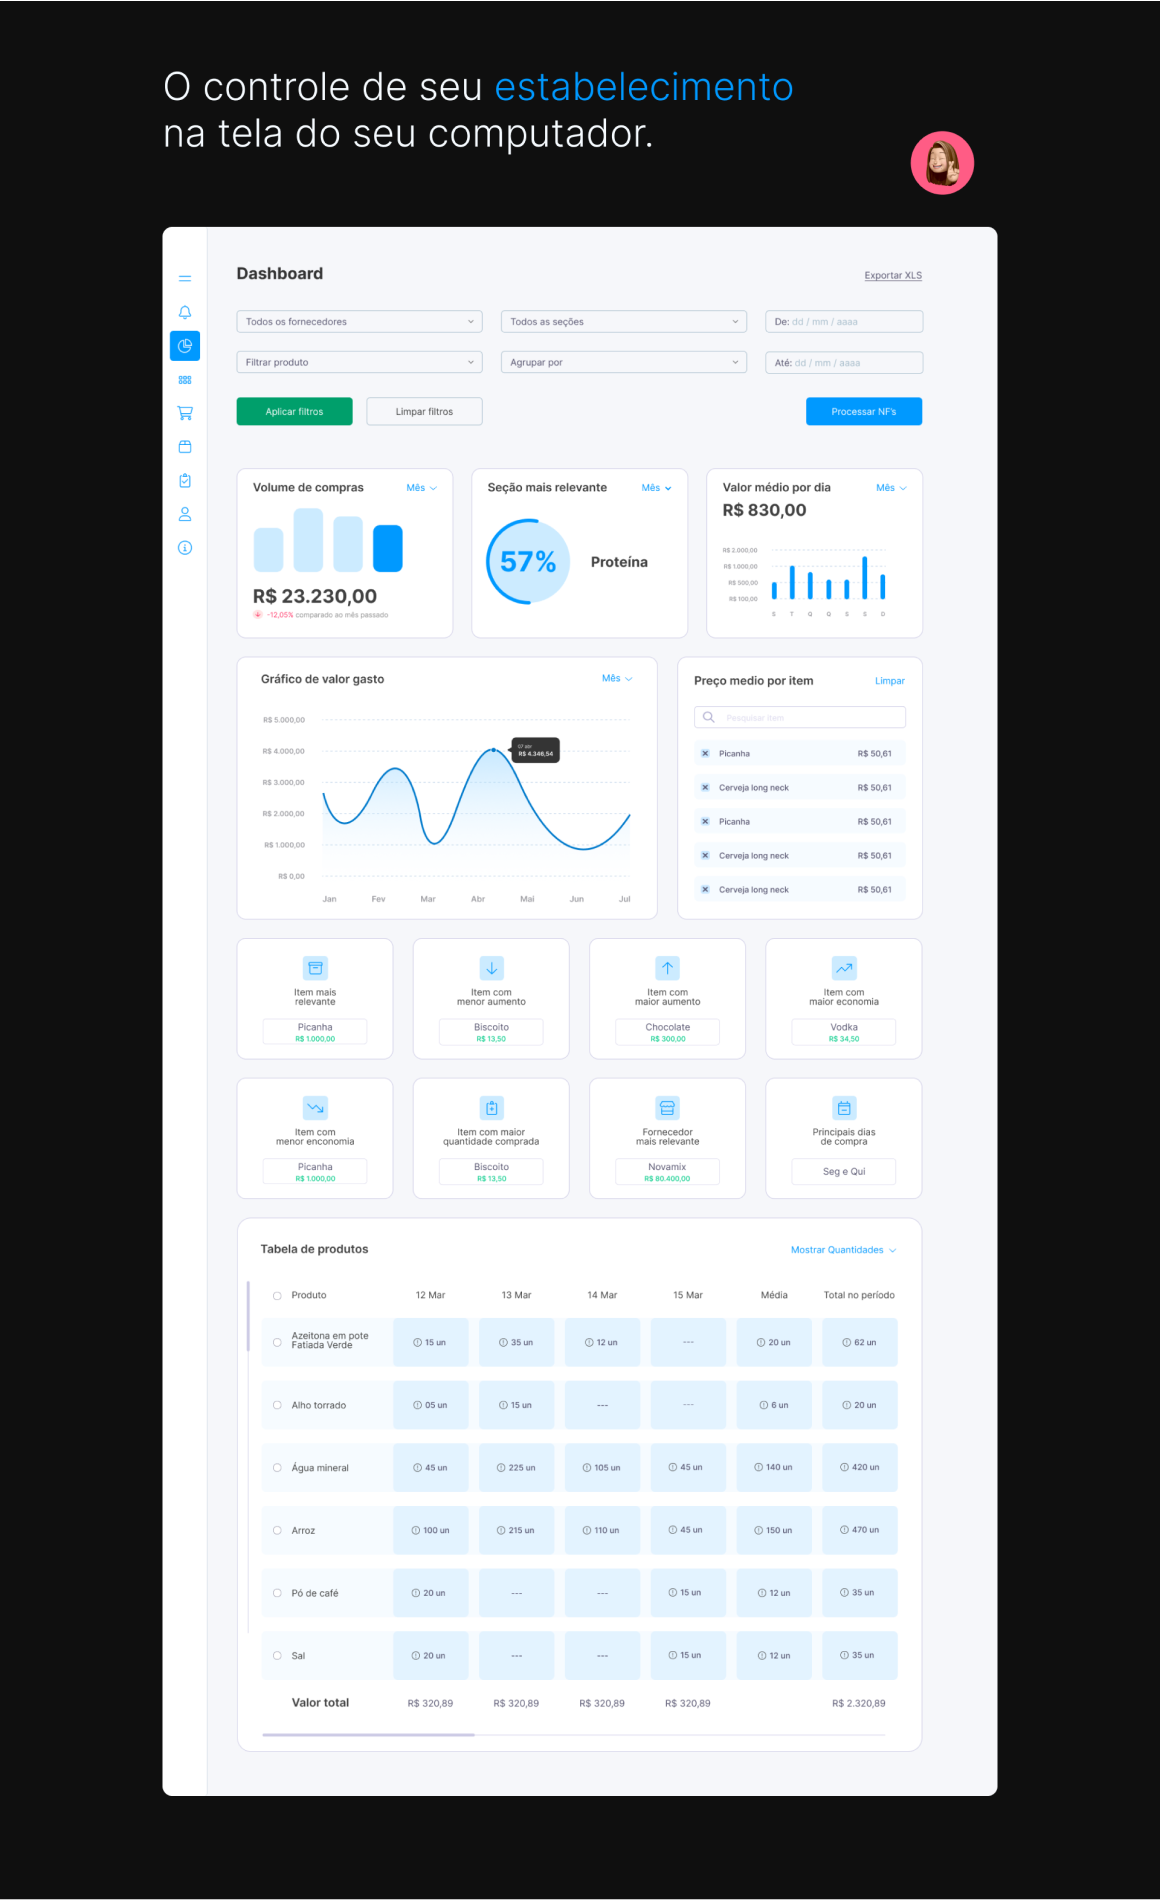 O controle de seu estabelecimento
na tela do seu computador.
Dashboard
Exportar XLS
Todos os fornecedores
Todos as seções
De: dd / mm / aaaa
Filtrar produto
Agrupar por
Até: dd / mm / aaaa
Aplicar filtros
Limpar filtros
Processar NF's
Volume de compras
Mês
R$ 23.230,00
-12,05% comparado ao mês passado
Seção mais relevante
Mês
57%
Proteína
Valor médio por dia
Mês
R$ 830,00
R$ 2.000,00
R$ 1.000,00
R$ 500,00
R$ 100,00
S T Q Q S S D
Gráfico de valor gasto
Mês
R$ 5.000,00
R$ 4.000,00
R$ 3.000,00
R$ 2.000,00
R$ 1.000,00
R$ 0,00
07 abr
R$ 4.346,54
Jan Fev Mar Abr Mai Jun Jul
Preço medio por item
Limpar
Pesquisar item
Picanha R$ 50,61
Cerveja long neck R$ 50,61
Picanha R$ 50,61
Cerveja long neck R$ 50,61
Cerveja long neck R$ 50,61
Item mais
relevante
Picanha
R$ 1.000,00
Item com
menor aumento
Biscoito
R$ 13,50
Item com
maior aumento
Chocolate
R$ 300,00
Item com
maior economia
Vodka
R$ 34,50
Item com
menor enconomia
Picanha
R$ 1.000,00
Item com maior
quantidade comprada
Biscoito
R$ 13,50
Fornecedor
mais relevante
Novamix
R$ 80.400,00
Principais dias
de compra
Seg e Qui
Tabela de produtos
Mostrar Quantidades
Produto 12 Mar 13 Mar 14 Mar 15 Mar Média Total no período
Azeitona em pote
Fatiada Verde
15 un 35 un 12 un --- 20 un 62 un
Alho torrado 05 un 15 un --- --- 6 un 20 un
Água mineral 45 un 225 un 105 un 45 un 140 un 420 un
Arroz 100 un 215 un 110 un 45 un 150 un 470 un
Pó de café 20 un --- --- 15 un 12 un 35 un
Sal 20 un --- --- 15 un 12 un 35 un
Valor total R$ 320,89 R$ 320,89 R$ 320,89 R$ 320,89 R$ 2.320,89